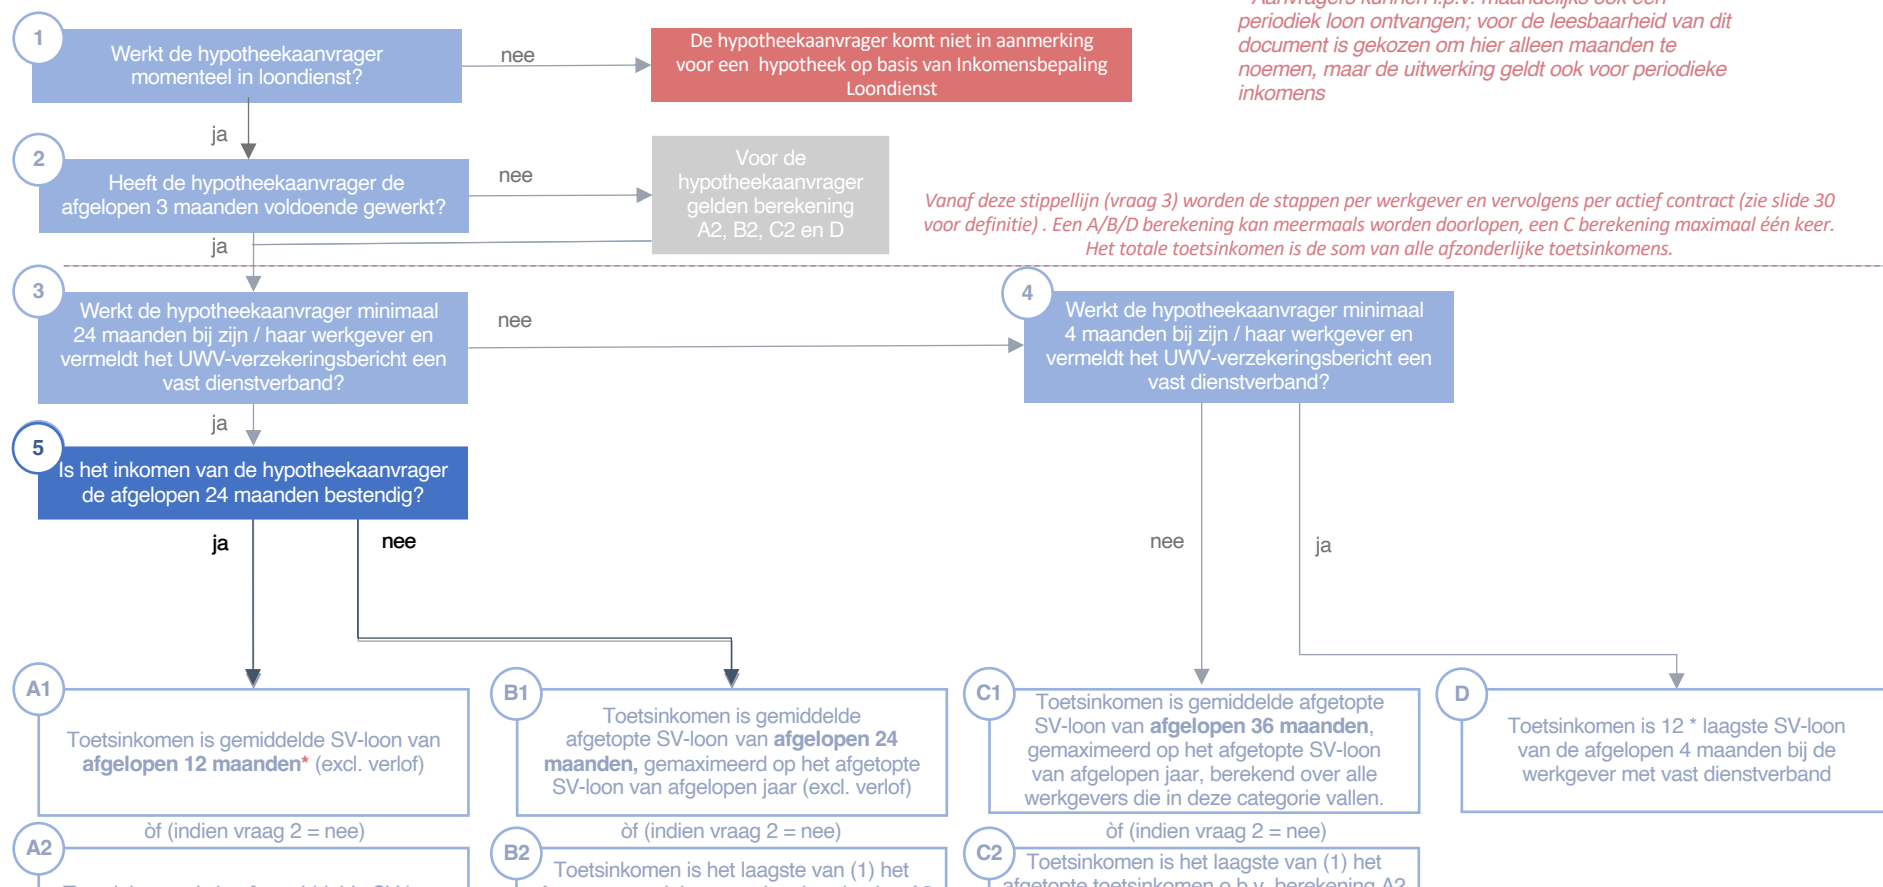 * Aanvragers kunnen i.p.v. maandelijks ook een
periodiek loon ontvangen; voor de leesbaarheid van dit
document is gekozen om hier alleen maanden te
noemen, maar de uitwerking geldt ook voor periodieke
inkomens
1
Werkt de hypotheekaanvrager
momenteel in loondienst?
nee
De hypotheekaanvrager komt niet in aanmerking
voor een hypotheek op basis van Inkomensbepaling
Loondienst
ja
2
Heeft de hypotheekaanvrager de
afgelopen 3 maanden voldoende gewerkt?
nee
Voor de
hypotheekaanvrager
gelden berekening
A2, B2, C2 en D
ja
Vanaf deze stippellijn (vraag 3) worden de stappen per werkgever en vervolgens per actief contract (zie slide 30
voor definitie) . Een A/B/D berekening kan meermaals worden doorlopen, een C berekening maximaal één keer.
Het totale toetsinkomen is de som van alle afzonderlijke toetsinkomens.
3
Werkt de hypotheekaanvrager minimaal
24 maanden bij zijn / haar werkgever en
vermeldt het UWV-verzekeringsbericht een
vast dienstverband?
nee
4
Werkt de hypotheekaanvrager minimaal
4 maanden bij zijn / haar werkgever en
vermeldt het UWV-verzekeringsbericht een
vast dienstverband?
ja
5
Is het inkomen van de hypotheekaanvrager
de afgelopen 24 maanden bestendig?
ja
nee
nee
ja
A1
Toetsinkomen is gemiddelde SV-loon van
afgelopen 12 maanden* (excl. verlof)
B1
Toetsinkomen is gemiddelde
afgetopte SV-loon van afgelopen 24
maanden, gemaximeerd op het afgetopte
SV-loon van afgelopen jaar (excl. verlof)
C1
Toetsinkomen is gemiddelde afgetopte
SV-loon van afgelopen 36 maanden,
gemaximeerd op het afgetopte SV-loon
van afgelopen jaar, berekend over alle
werkgevers die in deze categorie vallen.
D
Toetsinkomen is 12 * laagste SV-loon
van de afgelopen 4 maanden bij de
werkgever met vast dienstverband
òf (indien vraag 2 = nee)
òf (indien vraag 2 = nee)
òf (indien vraag 2 = nee)
A2
B2
Toetsinkomen is het laagste van (1) het
C2
Toetsinkomen is het laagste van (1) het
afgetopte toetsinkomen o.b.v. berekening A2